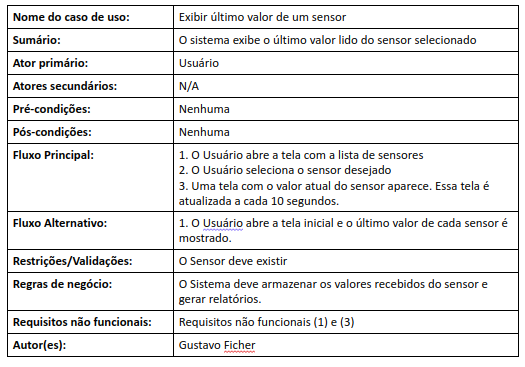 Nome do caso de uso: Exibir último valor de um sensor
Sumário: O sistema exibe o último valor lido do sensor selecionado
Ator primário: Usuário
Atores secundários: N/A
Pré-condições: Nenhuma
Pós-condições: Nenhuma
Fluxo Principal: 1. O Usuário abre a tela com a lista de sensores
2. O Usuário seleciona o sensor desejado
3. Uma tela com o valor atual do sensor aparece. Essa tela é
atualizada a cada 10 segundos.
Fluxo Alternativo: 1. O Usuário abre a tela inicial e o último valor de cada sensor é
mostrado.
Restrições/Validações: O Sensor deve existir
Regras de negócio: O Sistema deve armazenar os valores recebidos do sensor e
gerar relatórios.
Requisitos não funcionais: Requisitos não funcionais (1) e (3)
Autor(es): Gustavo Ficher